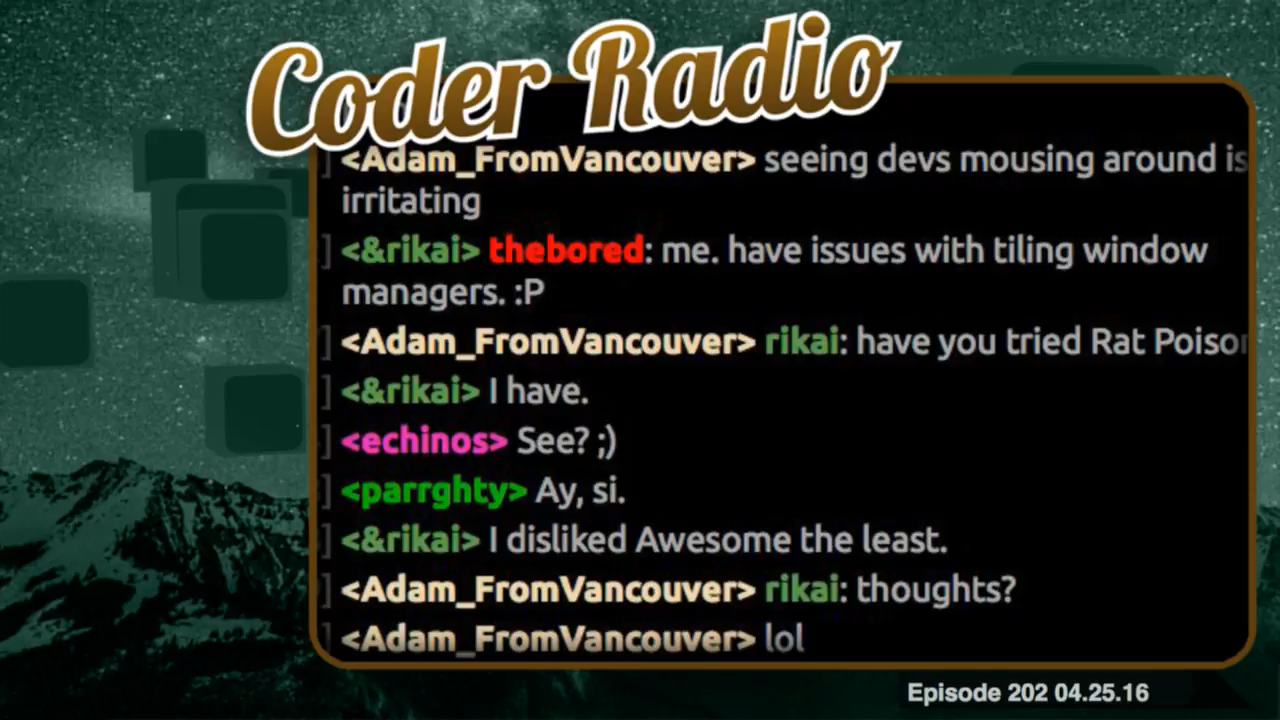 Coder Radio
<Adam_FromVancouver> seeing devs mousing around is
irritating
] <&rikai> thebored: me. have issues with tiling window
managers. :P
] <Adam_FromVancouver> rikai: have you tried Rat Poison
] <&rikai> I have.
] <echinos> See? ;)
] <parrghty> Ay, si.
] <&rikai> I disliked Awesome the least.
] <Adam_FromVancouver> rikai: thoughts?
] <Adam_FromVancouver> lol
Episode 202 04.25.16